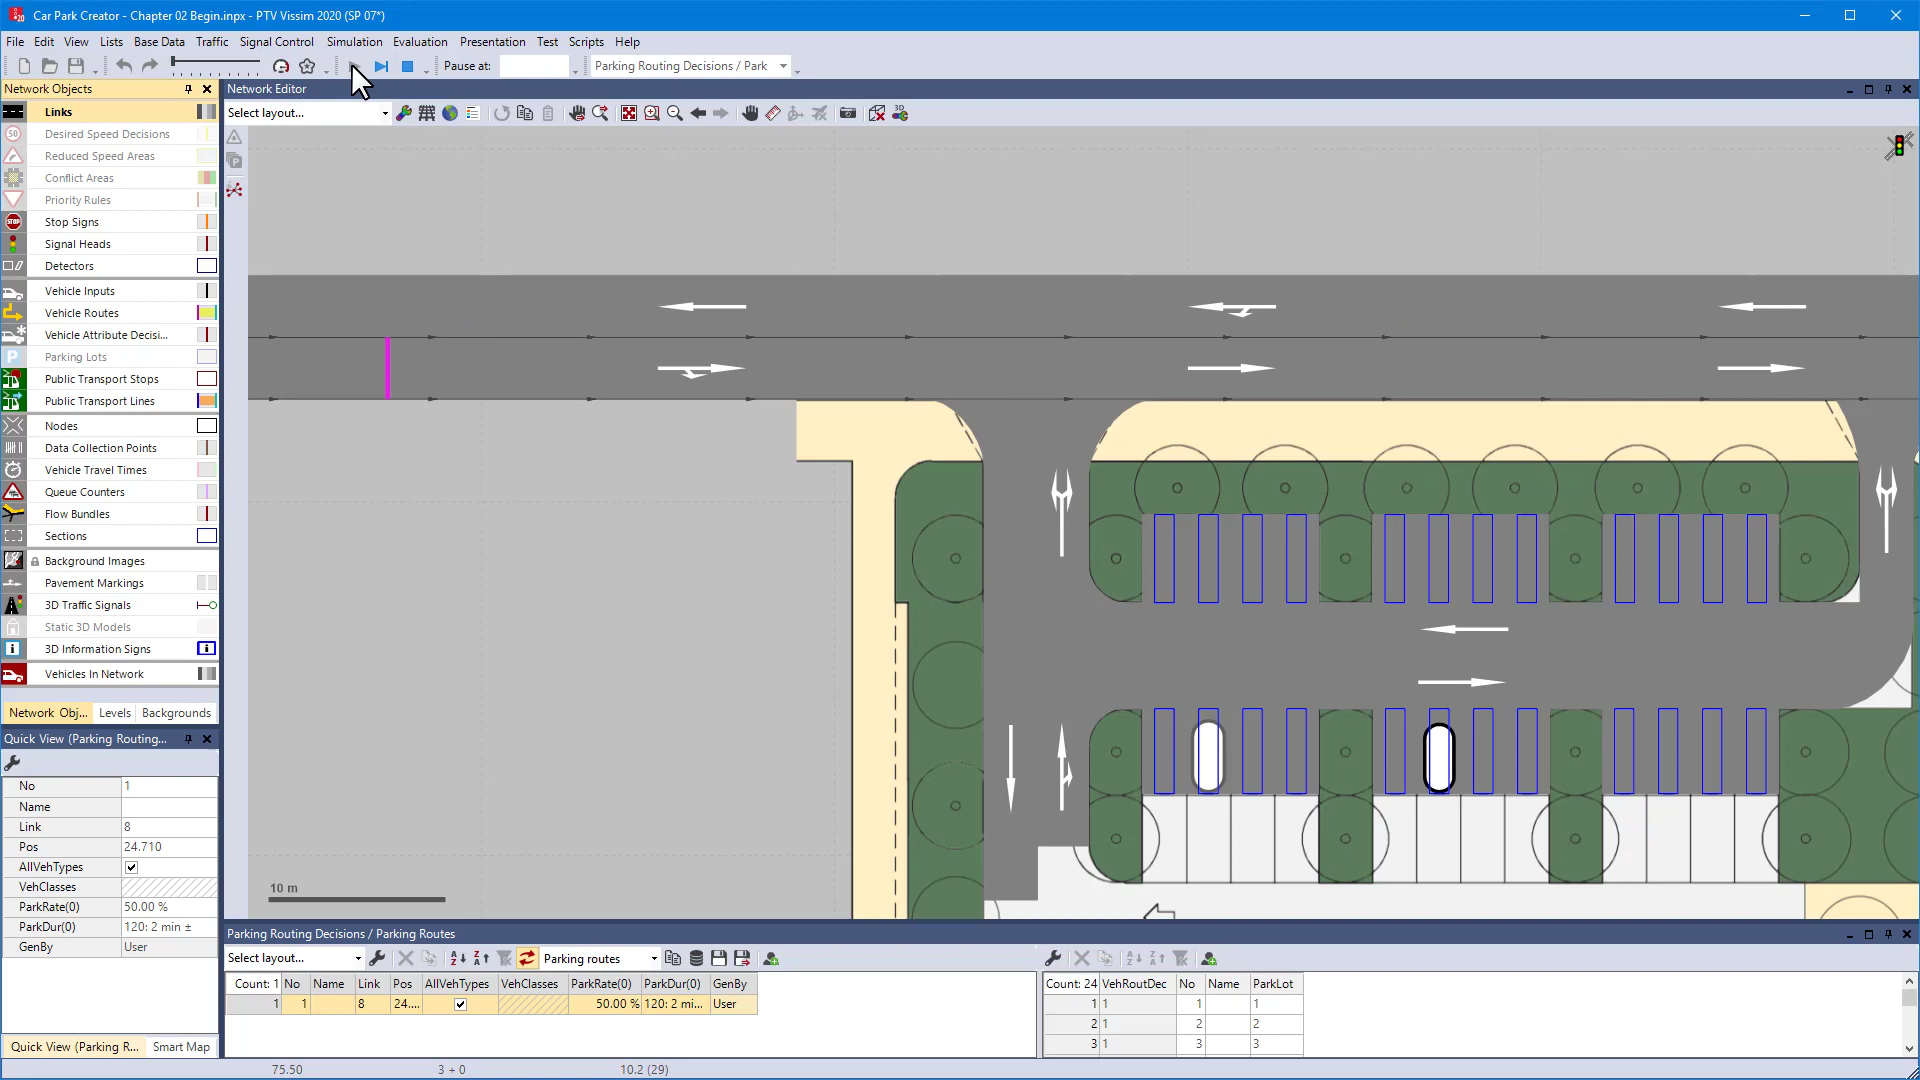 Car Park Creator - Chapter 02 Begin.inpx - PTV Vissim 2020 (SP 07*)
File Edit View Lists Base Data Traffic Signal Control Simulation Evaluation Presentation Test Scripts Help
Pause at: Parking Routing Decisions / Park
Network Objects
Network Editor
Select layout...
Links
Desired Speed Decisions
Reduced Speed Areas
Conflict Areas
Priority Rules
Stop Signs
Signal Heads
Detectors
Vehicle Inputs
Vehicle Routes
Vehicle Attribute Decisi...
Parking Lots
Public Transport Stops
Public Transport Lines
Nodes
Data Collection Points
Vehicle Travel Times
Queue Counters
Flow Bundles
Sections
Background Images
Pavement Markings
3D Traffic Signals
Static 3D Models
3D Information Signs
Vehicles In Network
Network Obj... Levels Backgrounds
Quick View (Parking Routing...
No 1
Name
Link 8
Pos 24.710
AllVehTypes
VehClasses
ParkRate(0) 50.00 %
ParkDur(0) 120: 2 min ±
GenBy User
Quick View (Parking R... Smart Map
10 m
Parking Routing Decisions / Parking Routes
Select layout... Parking routes
Count: 1 No Name Link Pos AllVehTypes VehClasses ParkRate(0) ParkDur(0) GenBy
1 1 8 24.... 50.00 % 120: 2 mi... User
Count: 24 VehRoutDec No Name ParkLot
1 1 1 1
2 1 2 2
3 1 3 3
75.50 3 + 0 10.2 (29)